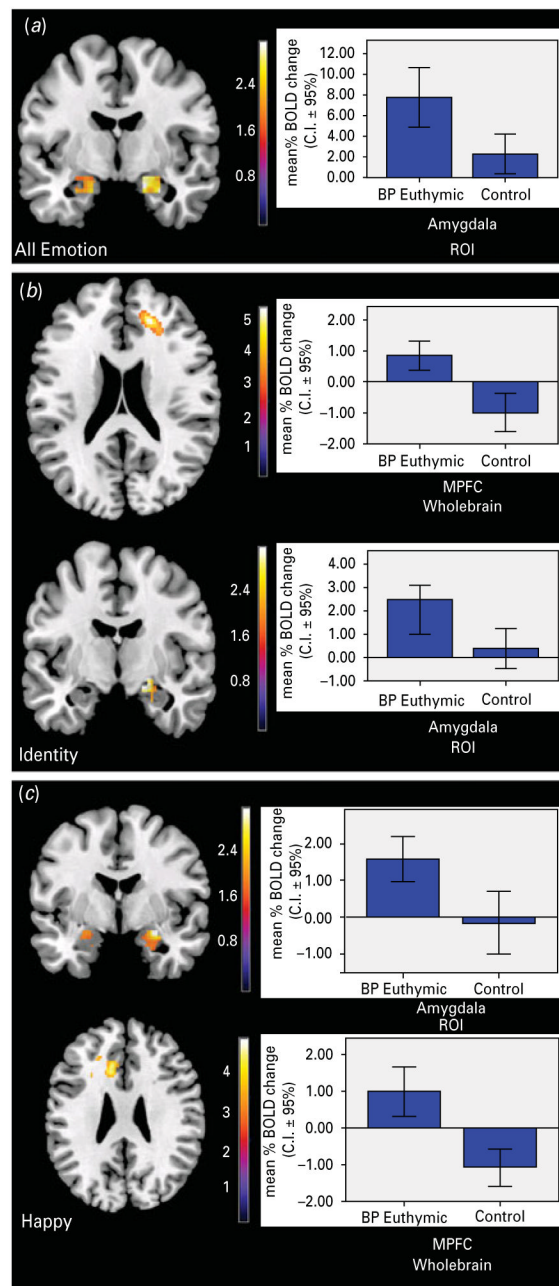 (a)
2.4
1.6
0.8
All Emotion
mean% BOLD change
(C.I. ± 95%)
12.00
10.00
8.00
6.00
4.00
2.00
0.00
BP Euthymic Control
Amygdala
ROI
(b)
5
4
3
2
1
mean % BOLD change
(C.I. ± 95%)
2.00
1.00
0.00
−1.00
−2.00
BP Euthymic Control
MPFC
Wholebrain
2.4
1.6
0.8
Identity
mean % BOLD change
(C.I. ± 95%)
4.00
3.00
2.00
1.00
0.00
−1.00
BP Euthymic Control
Amygdala
ROI
(c)
2.4
1.6
0.8
mean % BOLD change
(C.I. ± 95%)
2.00
1.00
0.00
−1.00
BP Euthymic Control
Amygdala
ROI
4
3
2
1
Happy
mean % BOLD change
(C.I. ± 95%)
2.00
1.00
0.00
−1.00
−2.00
BP Euthymic Control
MPFC
Wholebrain